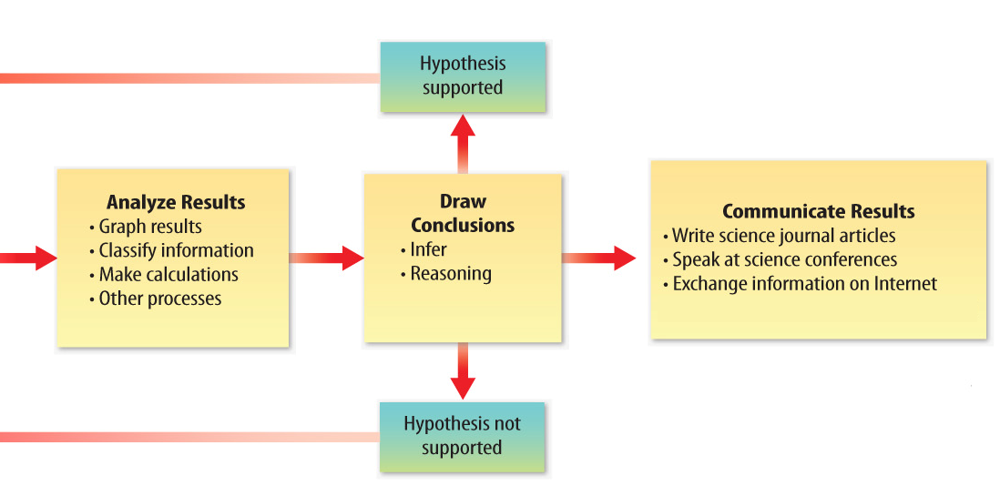 Hypothesis
supported
Analyze Results
• Graph results
• Classify information
• Make calculations
• Other processes
Draw
Conclusions
• Infer
• Reasoning
Communicate Results
• Write science journal articles
• Speak at science conferences
• Exchange information on Internet
Hypothesis not
supported